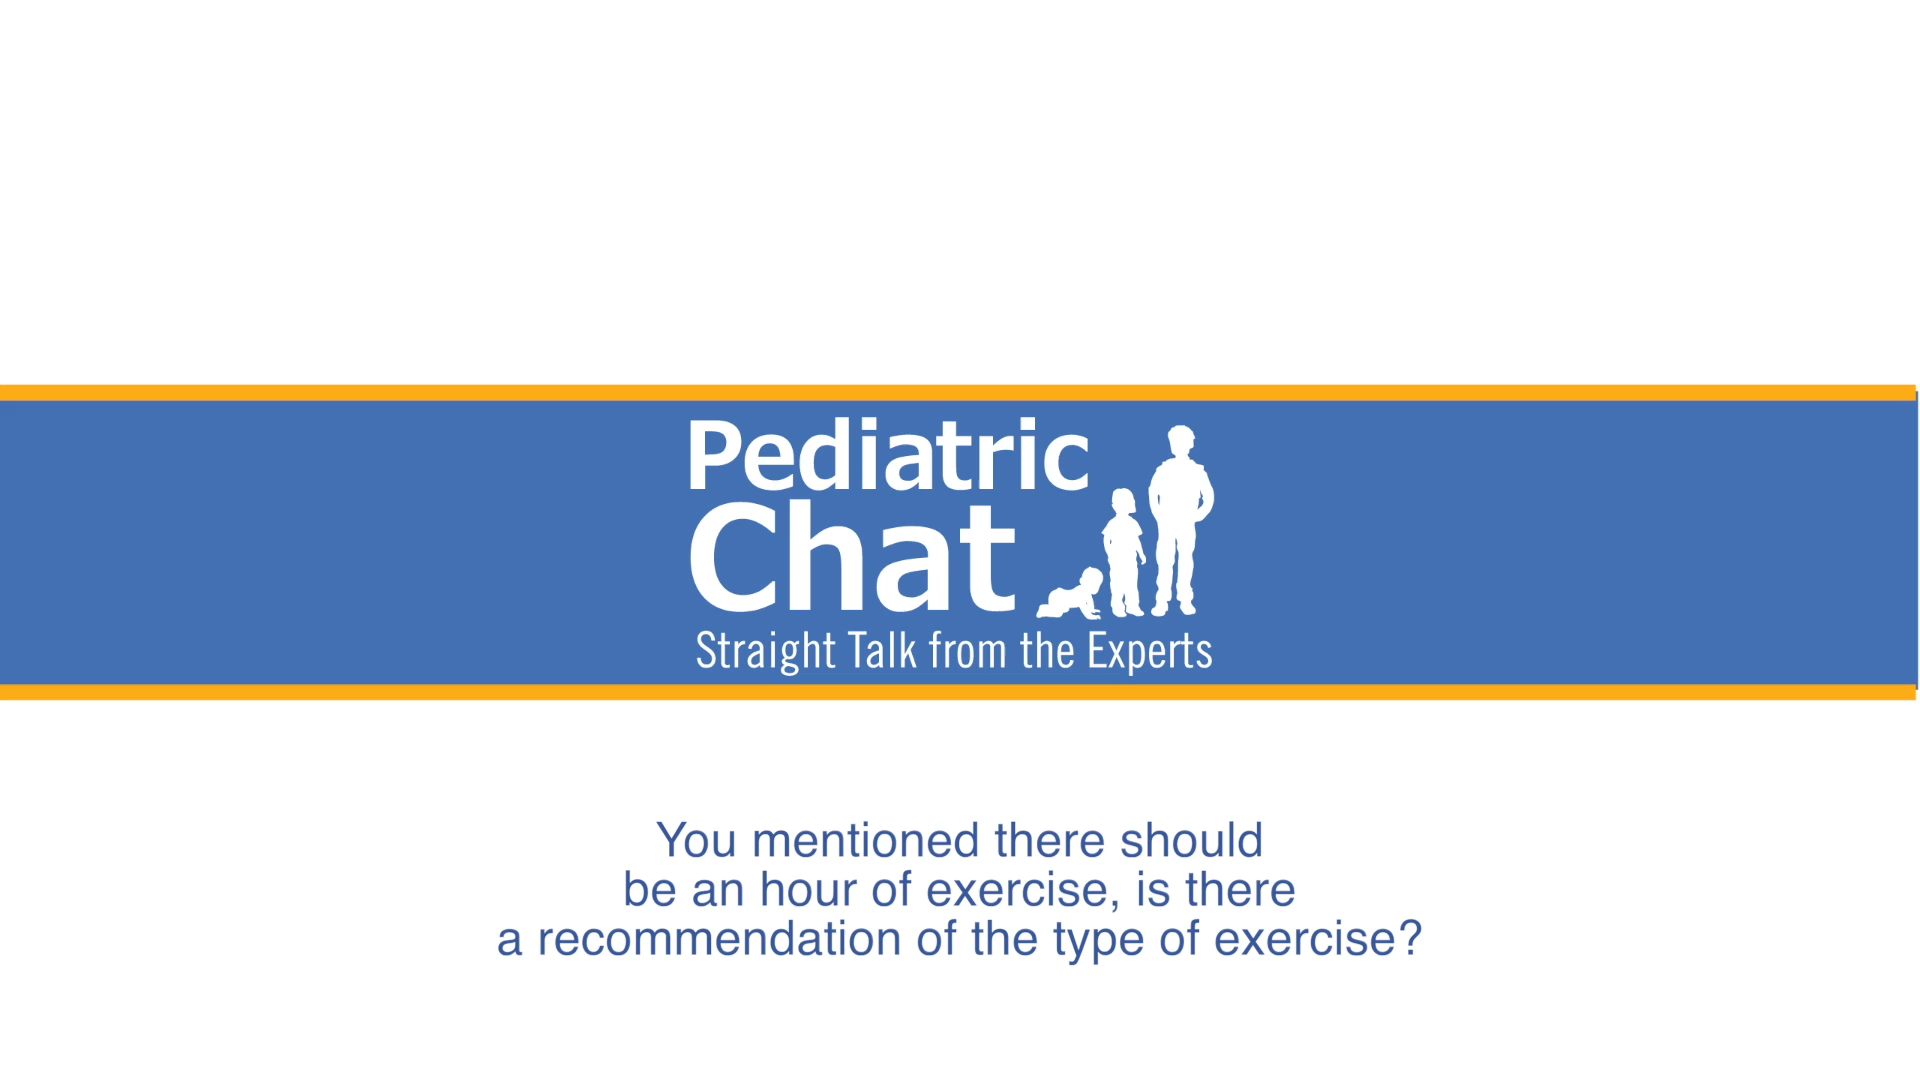 Pediatric
Chat
Straight Talk from the Experts
You mentioned there should
be an hour of exercise, is there
a recommendation of the type of exercise?